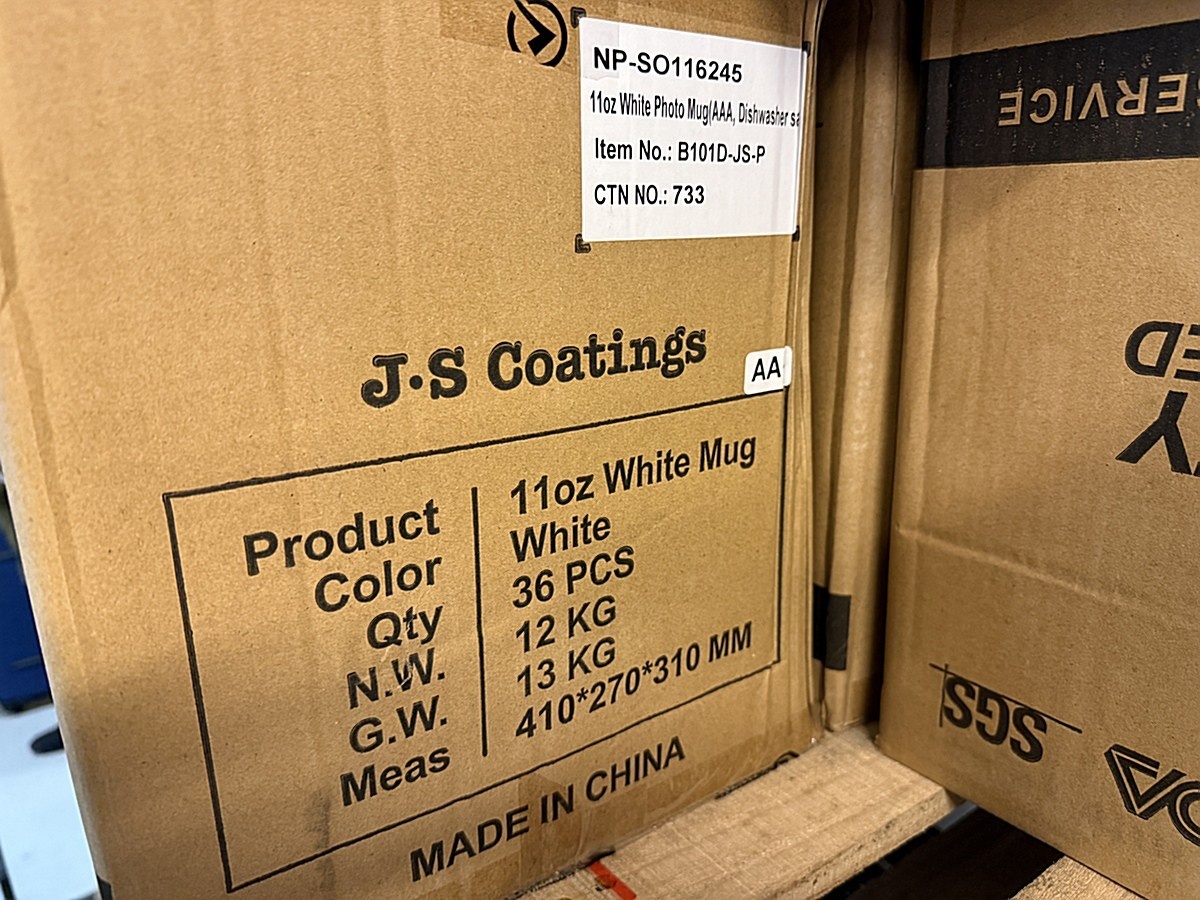 NP-SO116245
11oz White Photo Mug(AAA, Dishwasher sa
Item No.: B101D-JS-P
CTN NO.: 733
J·S Coatings
AA
Product 11oz White Mug
Color White
Qty 36 PCS
N.W. 12 KG
G.W. 13 KG
Meas 410*270*310 MM
MADE IN CHINA
ERVICE
ED
SGS